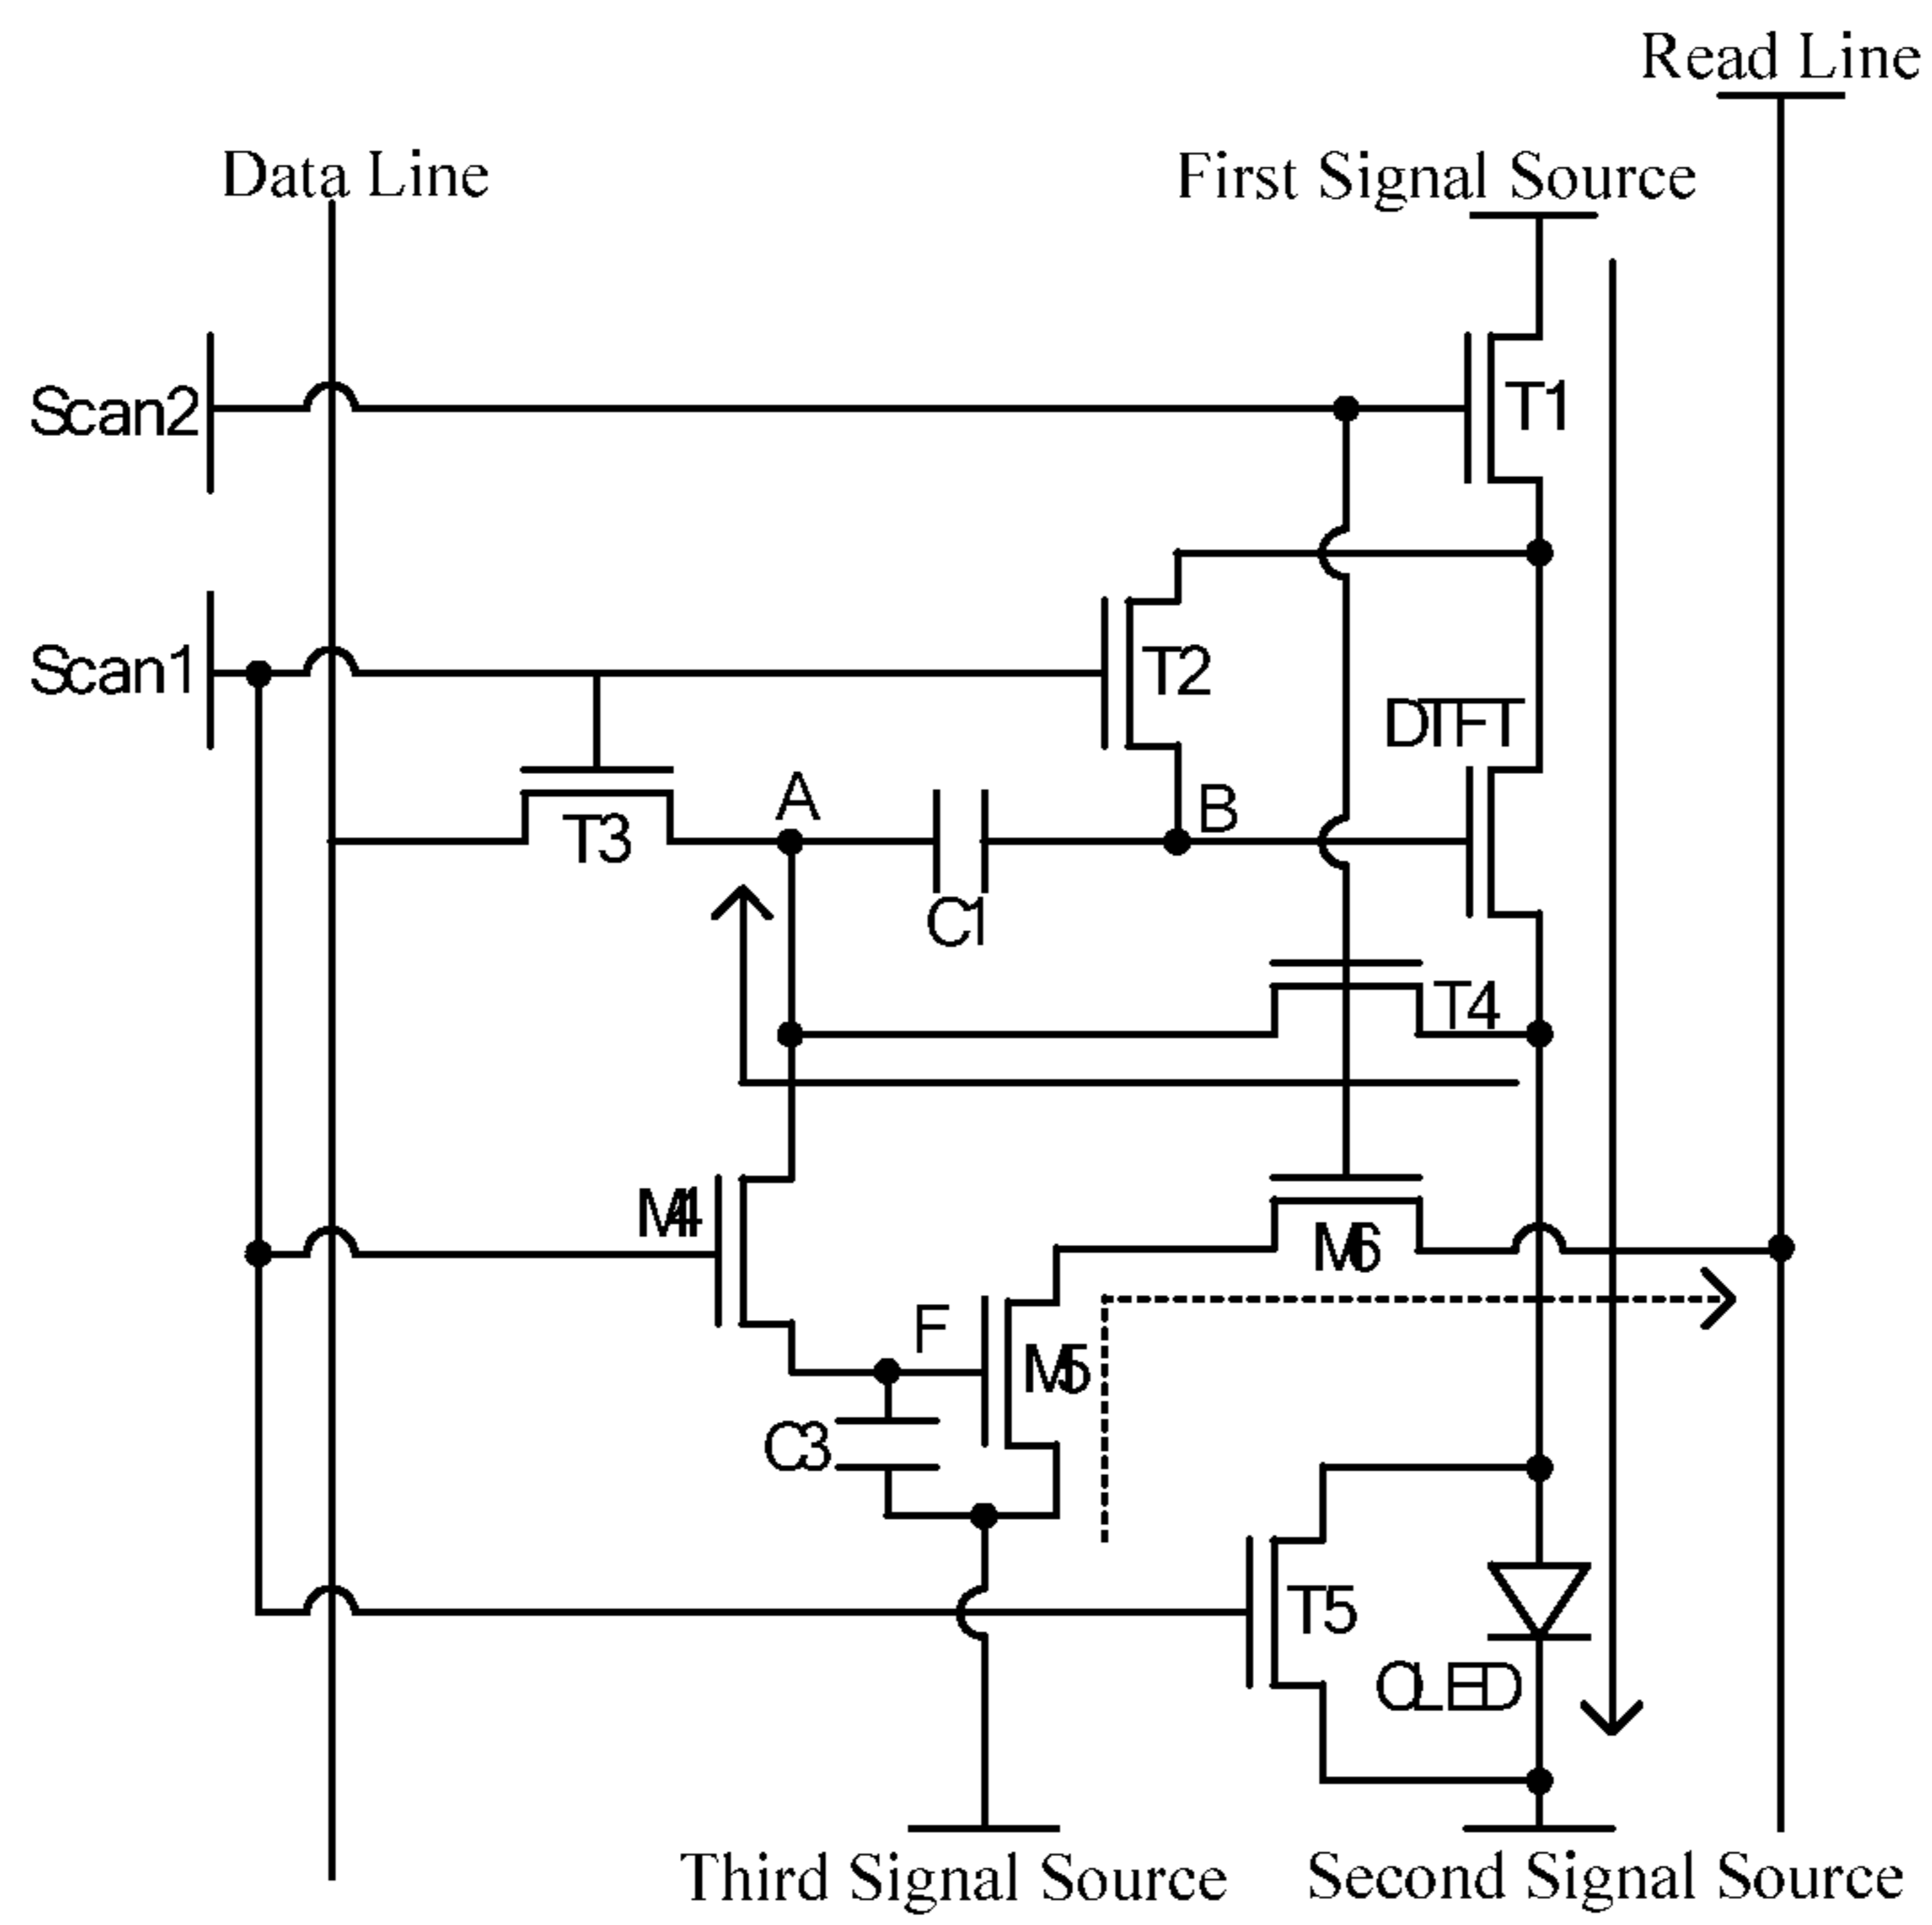 Read Line
Data Line
First Signal Source
Scan2
T1
Scan1
T2
DTFT
A
B
T3
C1
T4
M4
M6
F
M5
C3
T5
OLED
Third Signal Source
Second Signal Source